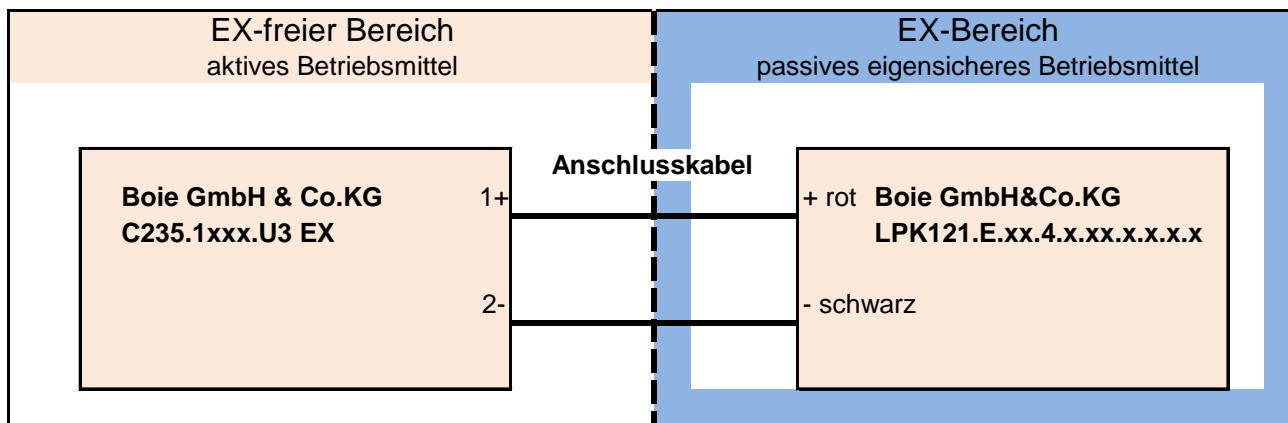 EX-freier Bereich
aktives Betriebsmittel
EX-Bereich
passives eigensicheres Betriebsmittel
Anschlusskabel
Boie GmbH & Co.KG
C235.1xxx.U3 EX
1+
2-
+ rot
- schwarz
Boie GmbH&Co.KG
LPK121.E.xx.4.x.xx.x.x.x.x